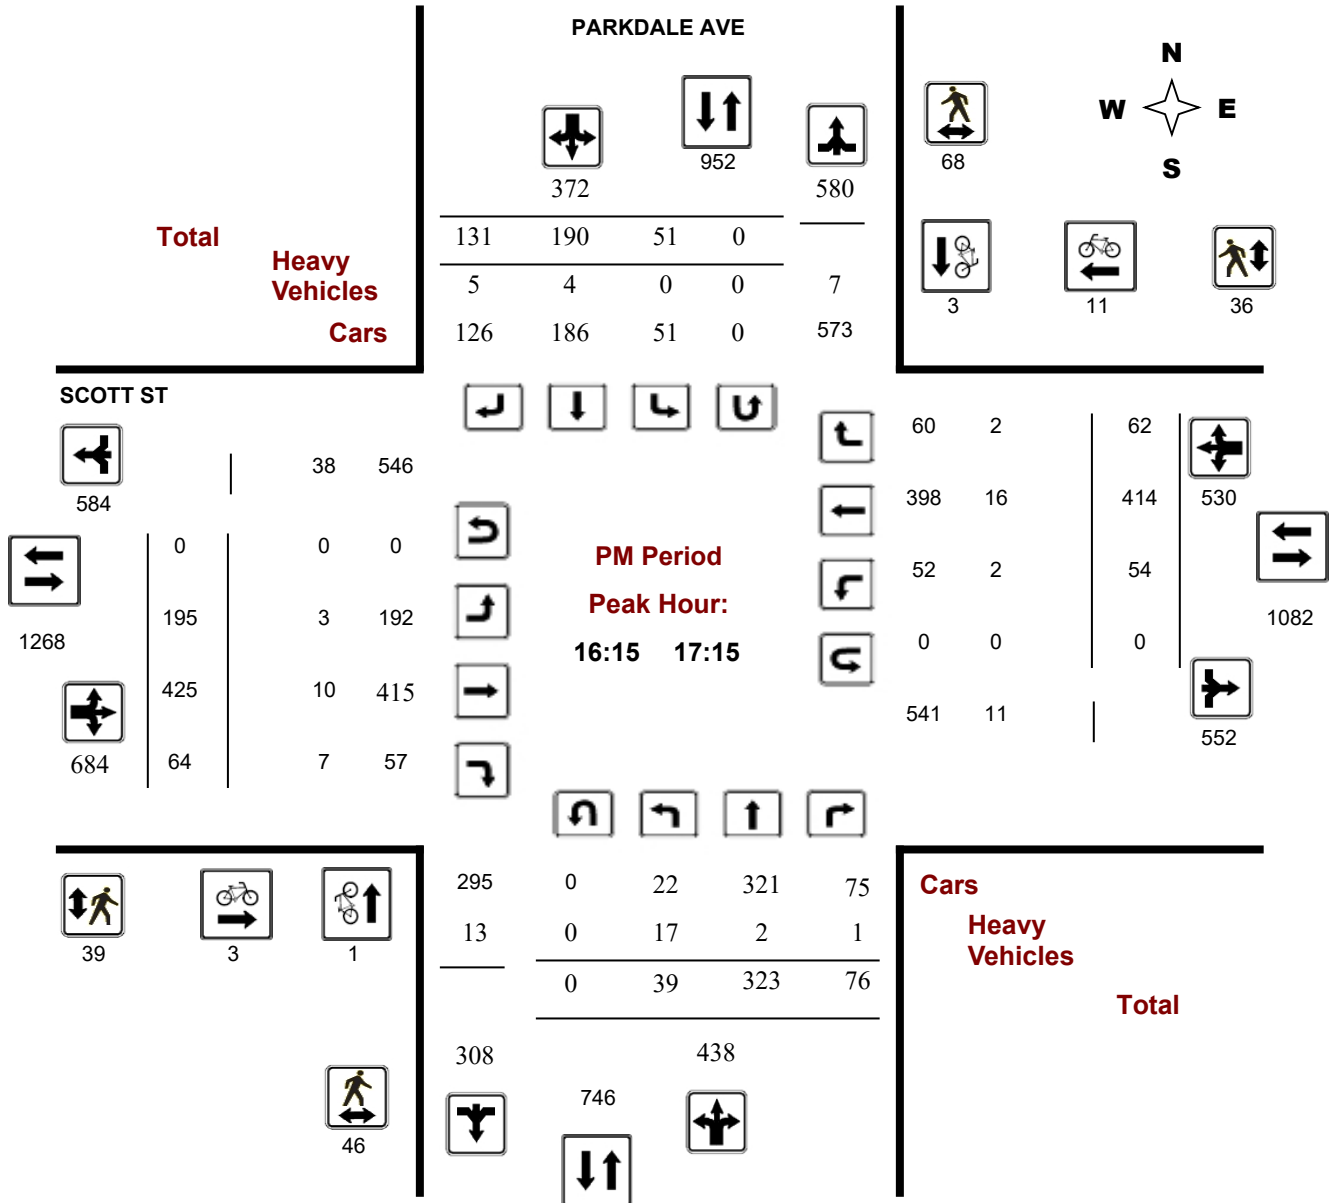 PARKDALE AVE
N
W E
S
952
68
372
580
Total
131 190 51 0
Heavy
Vehicles
5 4 0 0 7
3 11 36
Cars
126 186 51 0 573
SCOTT ST
60 2 62
38 546
584
398 16 414 530
0 0 0
PM Period
52 2 54
195 3 192
Peak Hour:
1268
1082
16:15 17:15
0 0 0
425 10 415
541 11
552
684 64 7 57
295 0 22 321 75
Cars
13 0 17 2 1
Heavy
Vehicles
39 3 1
0 39 323 76
Total
308 438
746
46